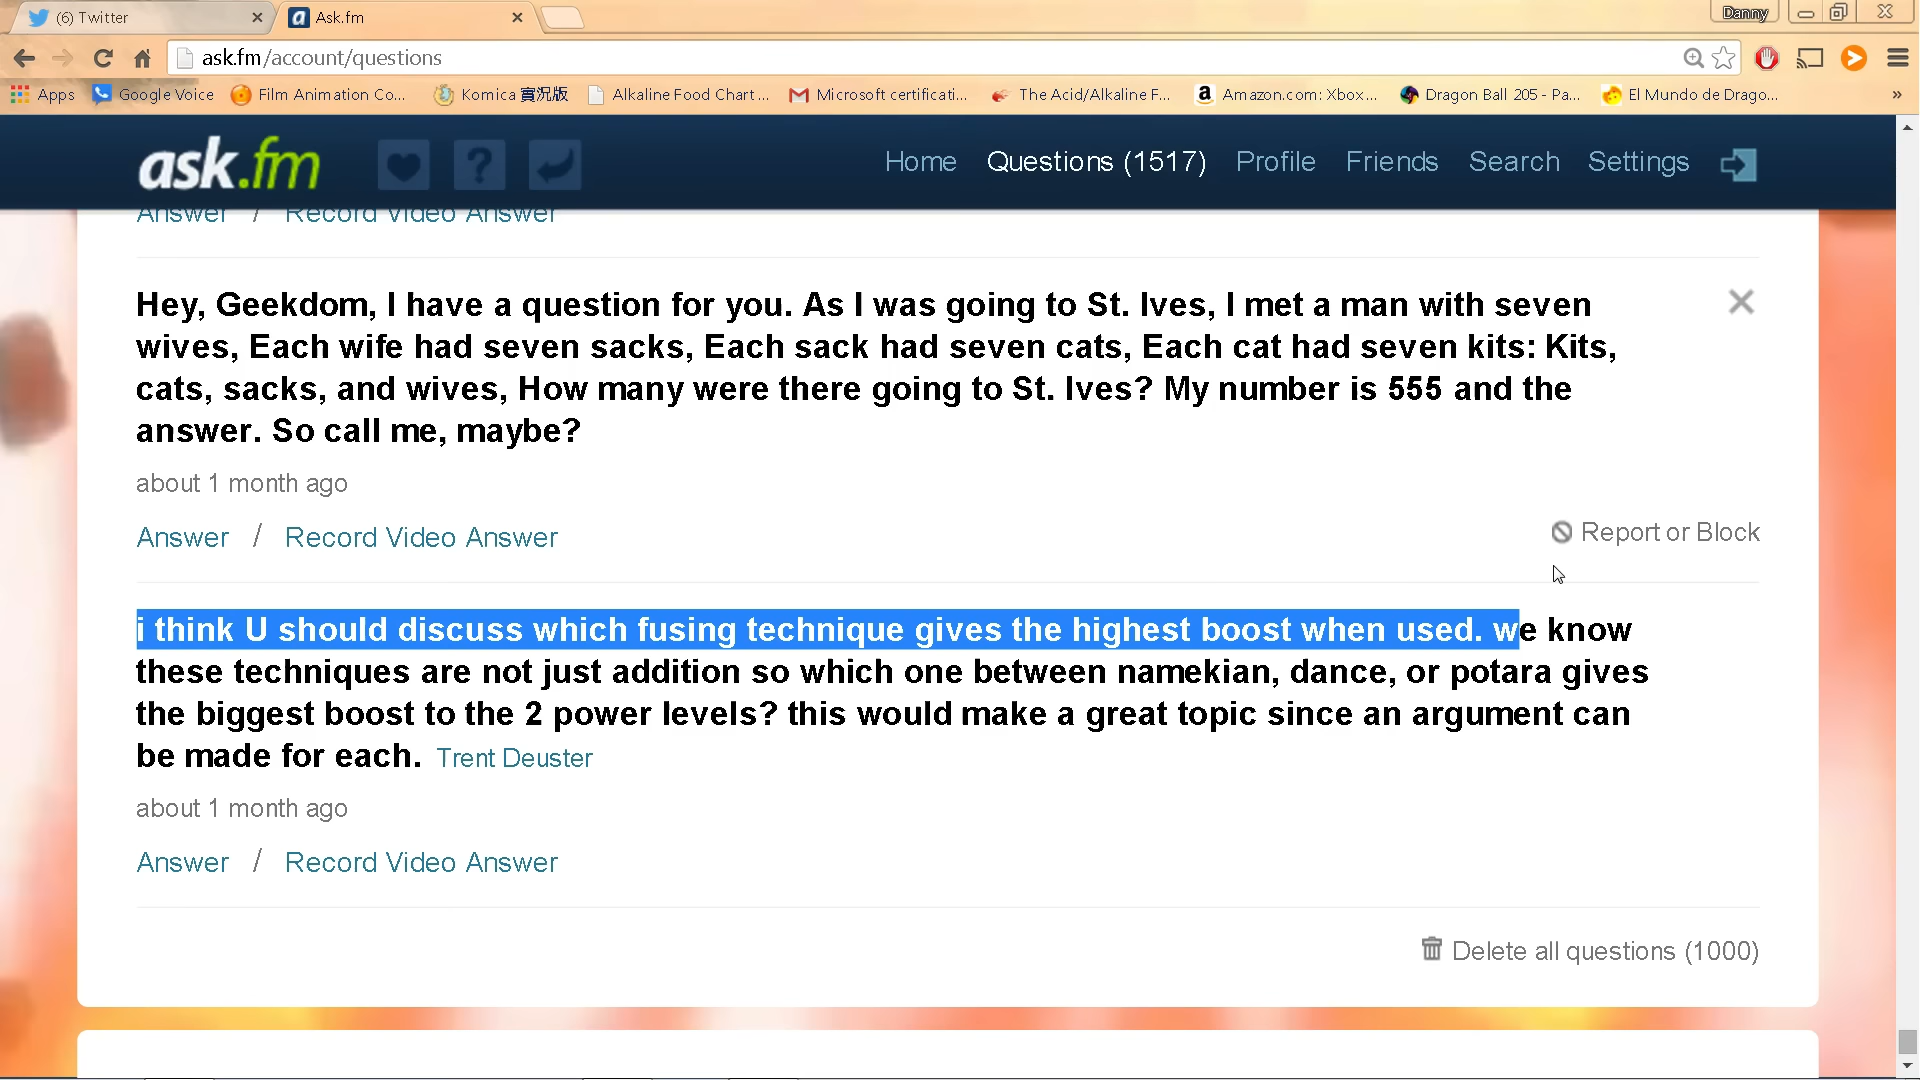 (6) Twitter
Ask.fm
Danny
ask.fm/account/questions
Apps
Google Voice
Film Animation Co...
Komica 實況版
Alkaline Food Chart ...
Microsoft certificati...
The Acid/Alkaline F...
Amazon.com: Xbox...
Dragon Ball 205 - Pa...
El Mundo de Drago...
»
ask.fm
Home
Questions (1517)
Profile
Friends
Search
Settings
Answer / Record Video Answer
Hey, Geekdom, I have a question for you. As I was going to St. Ives, I met a man with seven
wives, Each wife had seven sacks, Each sack had seven cats, Each cat had seven kits: Kits,
cats, sacks, and wives, How many were there going to St. Ives? My number is 555 and the
answer. So call me, maybe?
about 1 month ago
Answer / Record Video Answer
Report or Block
i think U should discuss which fusing technique gives the highest boost when used. we know
these techniques are not just addition so which one between namekian, dance, or potara gives
the biggest boost to the 2 power levels? this would make a great topic since an argument can
be made for each. Trent Deuster
about 1 month ago
Answer / Record Video Answer
Delete all questions (1000)